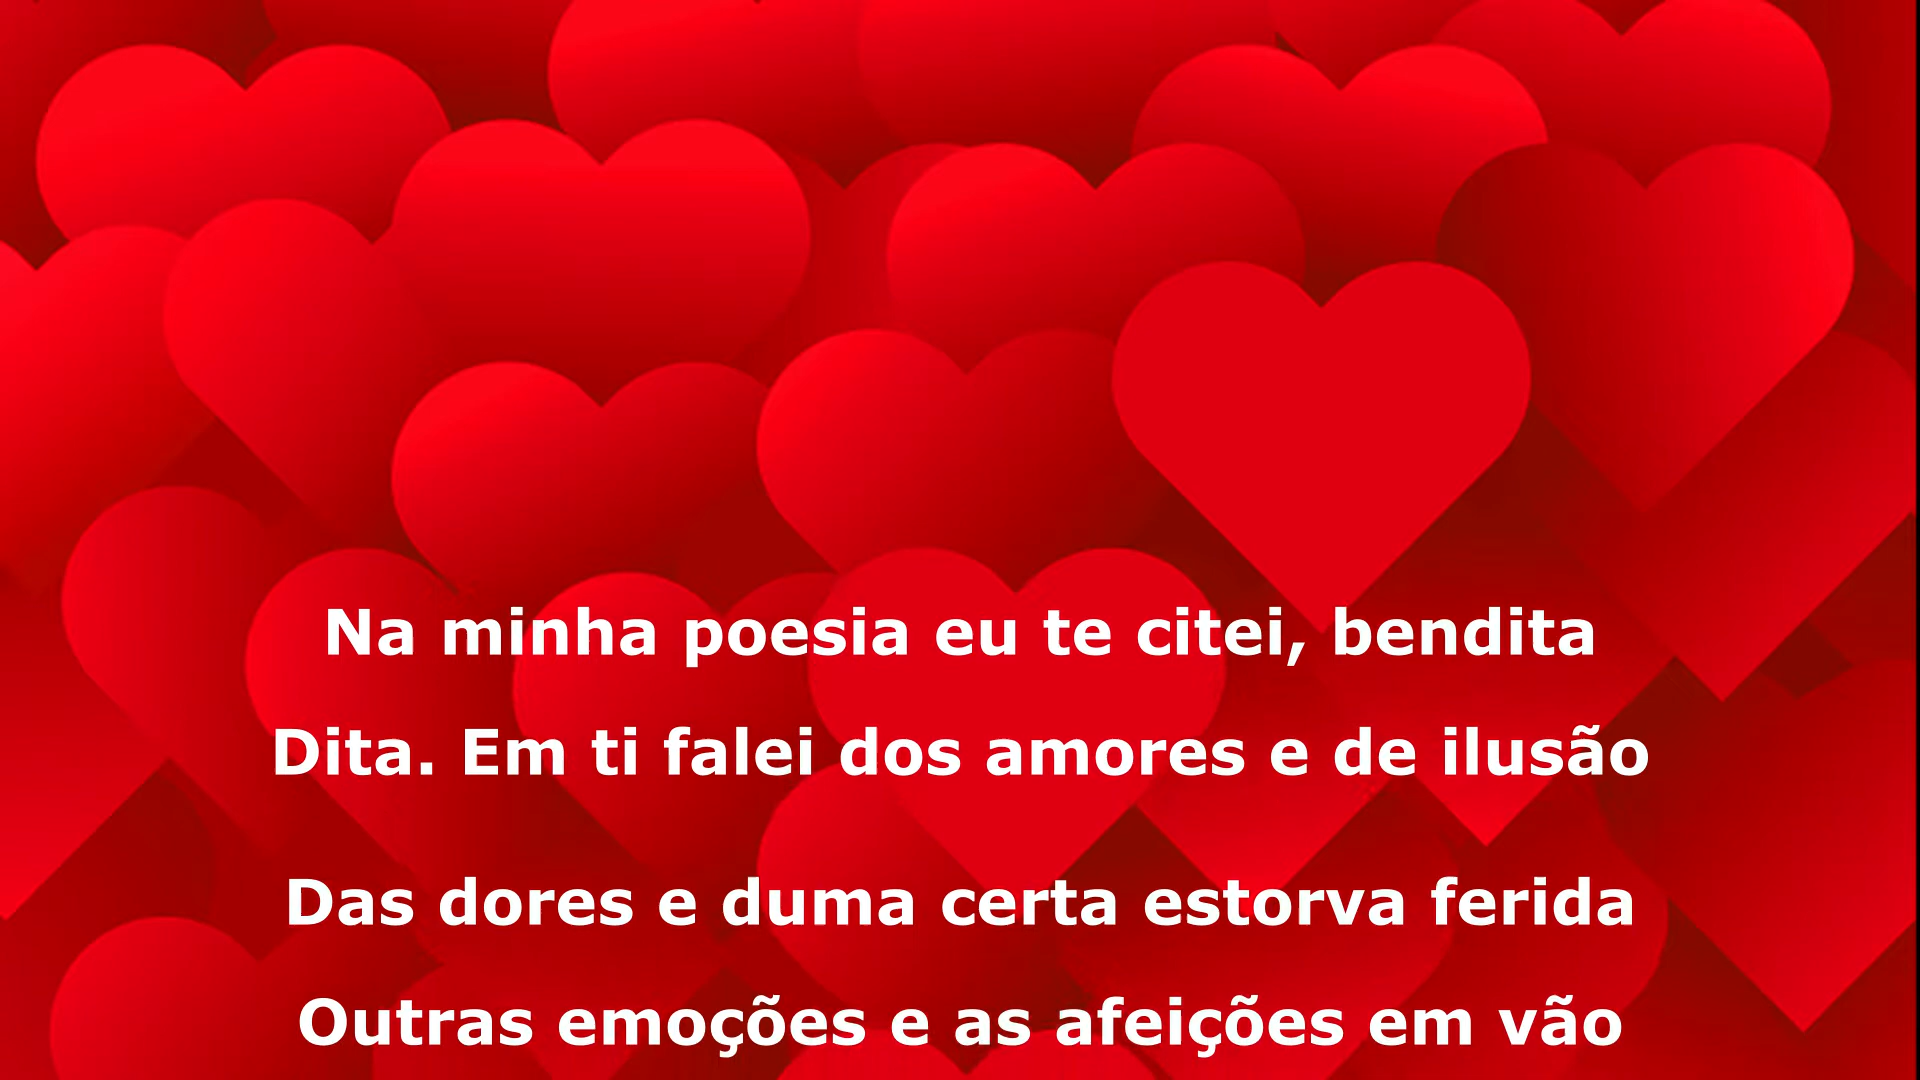 Na minha poesia eu te citei, bendita
Dita. Em ti falei dos amores e de ilusão
Das dores e duma certa estorva ferida
Outras emoções e as afeições em vão